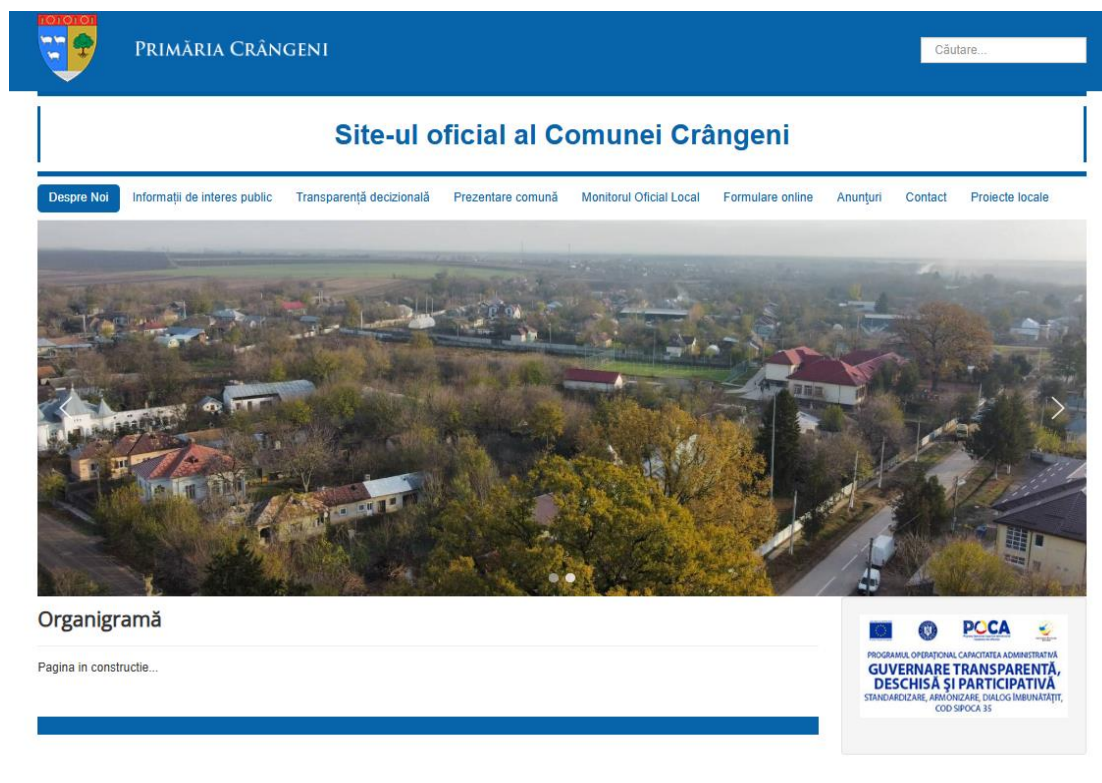 PRIMĂRIA CRÂNGENI
Căutare...
Site-ul oficial al Comunei Crângeni
Despre Noi Informații de interes public Transparență decizională Prezentare comună Monitorul Oficial Local Formulare online Anunțuri Contact Proiecte locale
Organigramă
Pagina in constructie...
POCA
PROGRAMUL OPERAȚIONAL CAPACITATEA ADMINISTRATIVĂ
GUVERNARE TRANSPARENTĂ,
DESCHISĂ ȘI PARTICIPATIVĂ
STANDARDIZARE, ARMONIZARE, DIALOG ÎMBUNĂTĂȚIT,
COD SIPOCA 35